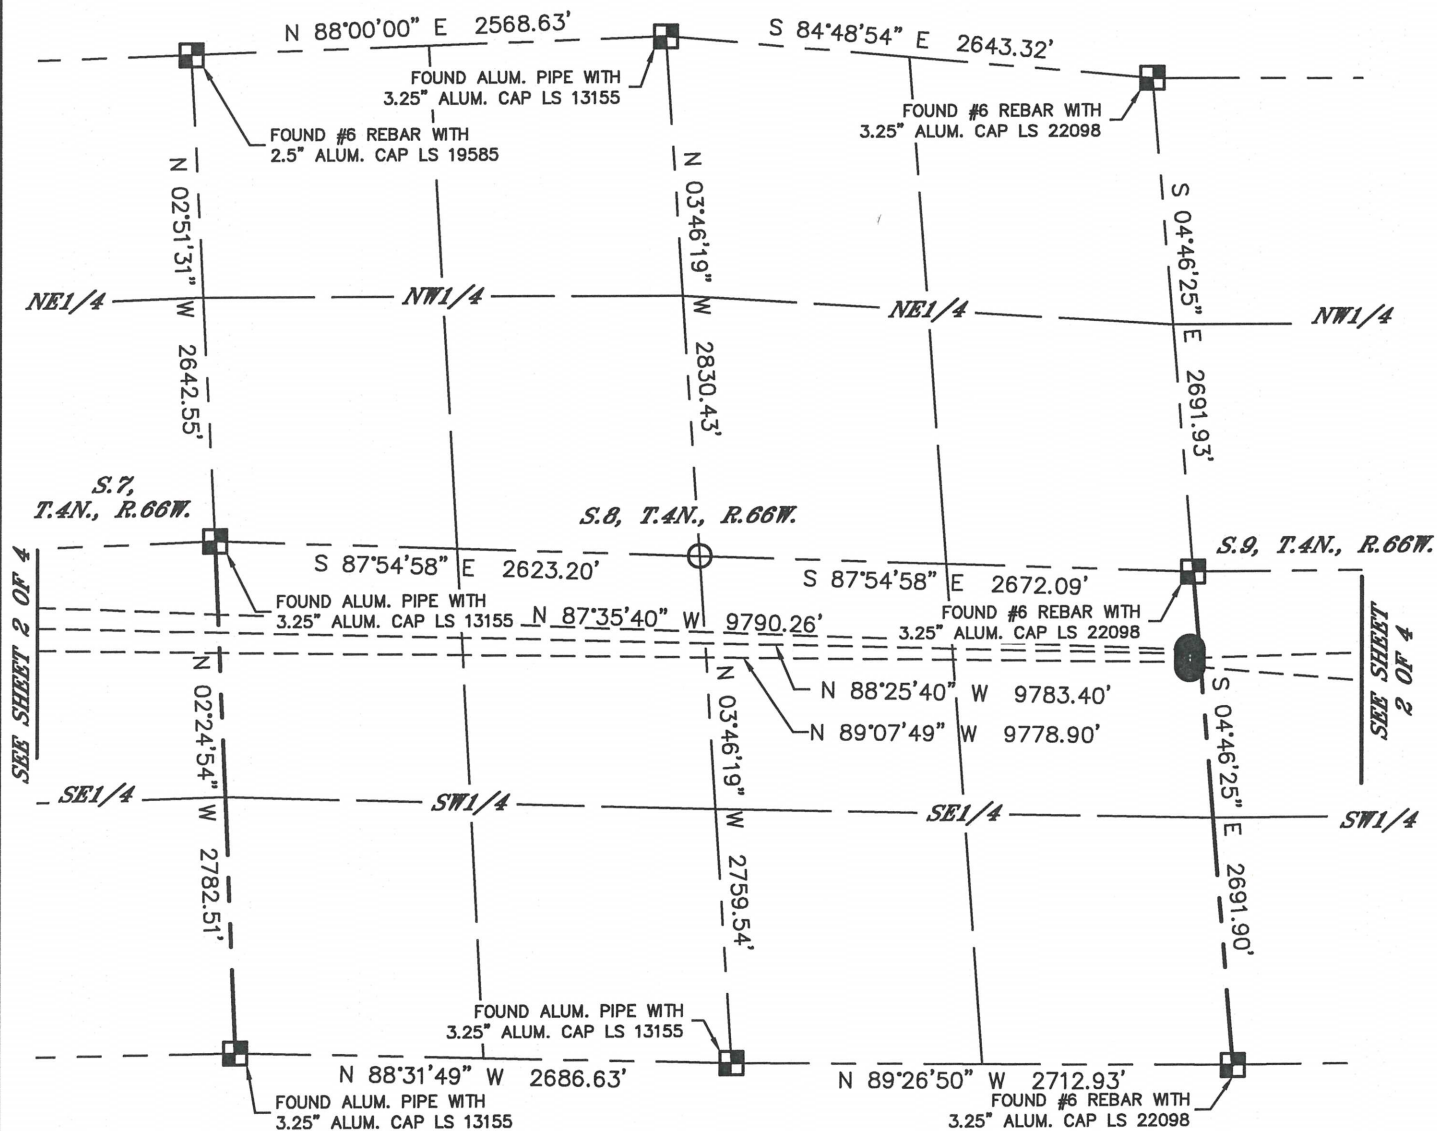 N 88°00'00" E 2568.63'
S 84°48'54" E 2643.32'
FOUND ALUM. PIPE WITH
3.25" ALUM. CAP LS 13155
FOUND #6 REBAR WITH
3.25" ALUM. CAP LS 22098
FOUND #6 REBAR WITH
2.5" ALUM. CAP LS 19585
N 02°51'31" W 2642.55'
N 03°46'19" W 2830.43'
S 04°46'25" E 2691.93'
NE1/4
NW1/4
NE1/4
NW1/4
S.7,
T.4N., R.66W.
S.8, T.4N., R.66W.
S.9, T.4N., R.66W.
S 87°54'58" E 2623.20'
S 87°54'58" E 2672.09'
FOUND ALUM. PIPE WITH
3.25" ALUM. CAP LS 13155
N 87°35'40" W 9790.26'
FOUND #6 REBAR WITH
3.25" ALUM. CAP LS 22098
SEE SHEET 2 OF 4
SEE SHEET
2 OF 4
N 88°25'40" W 9783.40'
N 89°07'49" W 9778.90'
N 02°24'54" W 2782.51'
N 03°46'19" W 2759.54'
S 04°46'25" E 2691.90'
SE1/4
SW1/4
SE1/4
SW1/4
FOUND ALUM. PIPE WITH
3.25" ALUM. CAP LS 13155
N 88°31'49" W 2686.63'
N 89°26'50" W 2712.93'
FOUND ALUM. PIPE WITH
3.25" ALUM. CAP LS 13155
FOUND #6 REBAR WITH
3.25" ALUM. CAP LS 22098